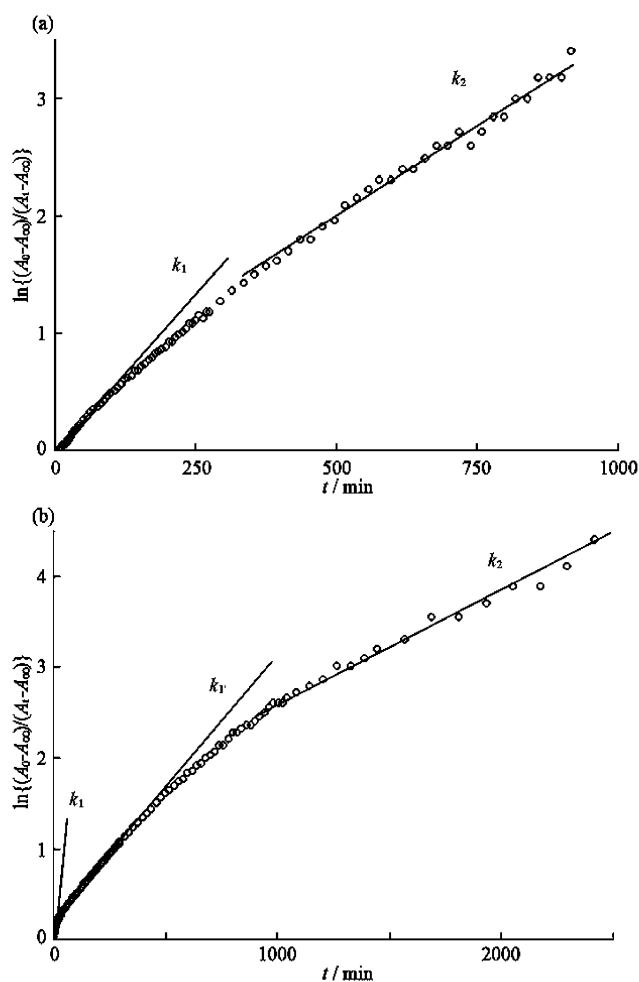 (a)
3
2
1
0
ln{(A₀-A∞)/(Aₜ-A∞)}
k₁
k₂
0 250 500 750 1000
t / min
(b)
4
3
2
1
0
ln{(A₀-A∞)/(Aₜ-A∞)}
k₁
k₁'
k₂
0 1000 2000
t / min